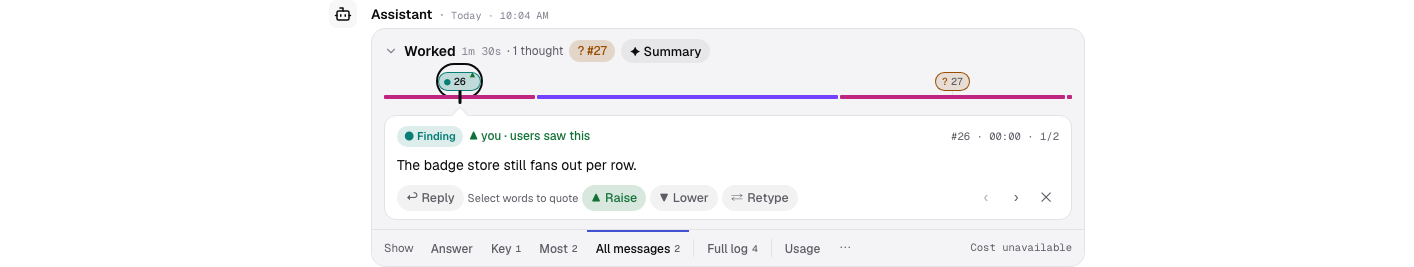 Assistant · Today · 10:04 AM
Worked 1m 30s · 1 thought ? #27 ✦ Summary
● 26 ▲ ? 27
● Finding ▲ you · users saw this #26 · 00:00 · 1/2
The badge store still fans out per row.
↩ Reply Select words to quote ▲ Raise ▼ Lower ⇄ Retype ‹ › ×
Show Answer Key 1 Most 2 All messages 2 Full log 4 Usage ··· Cost unavailable